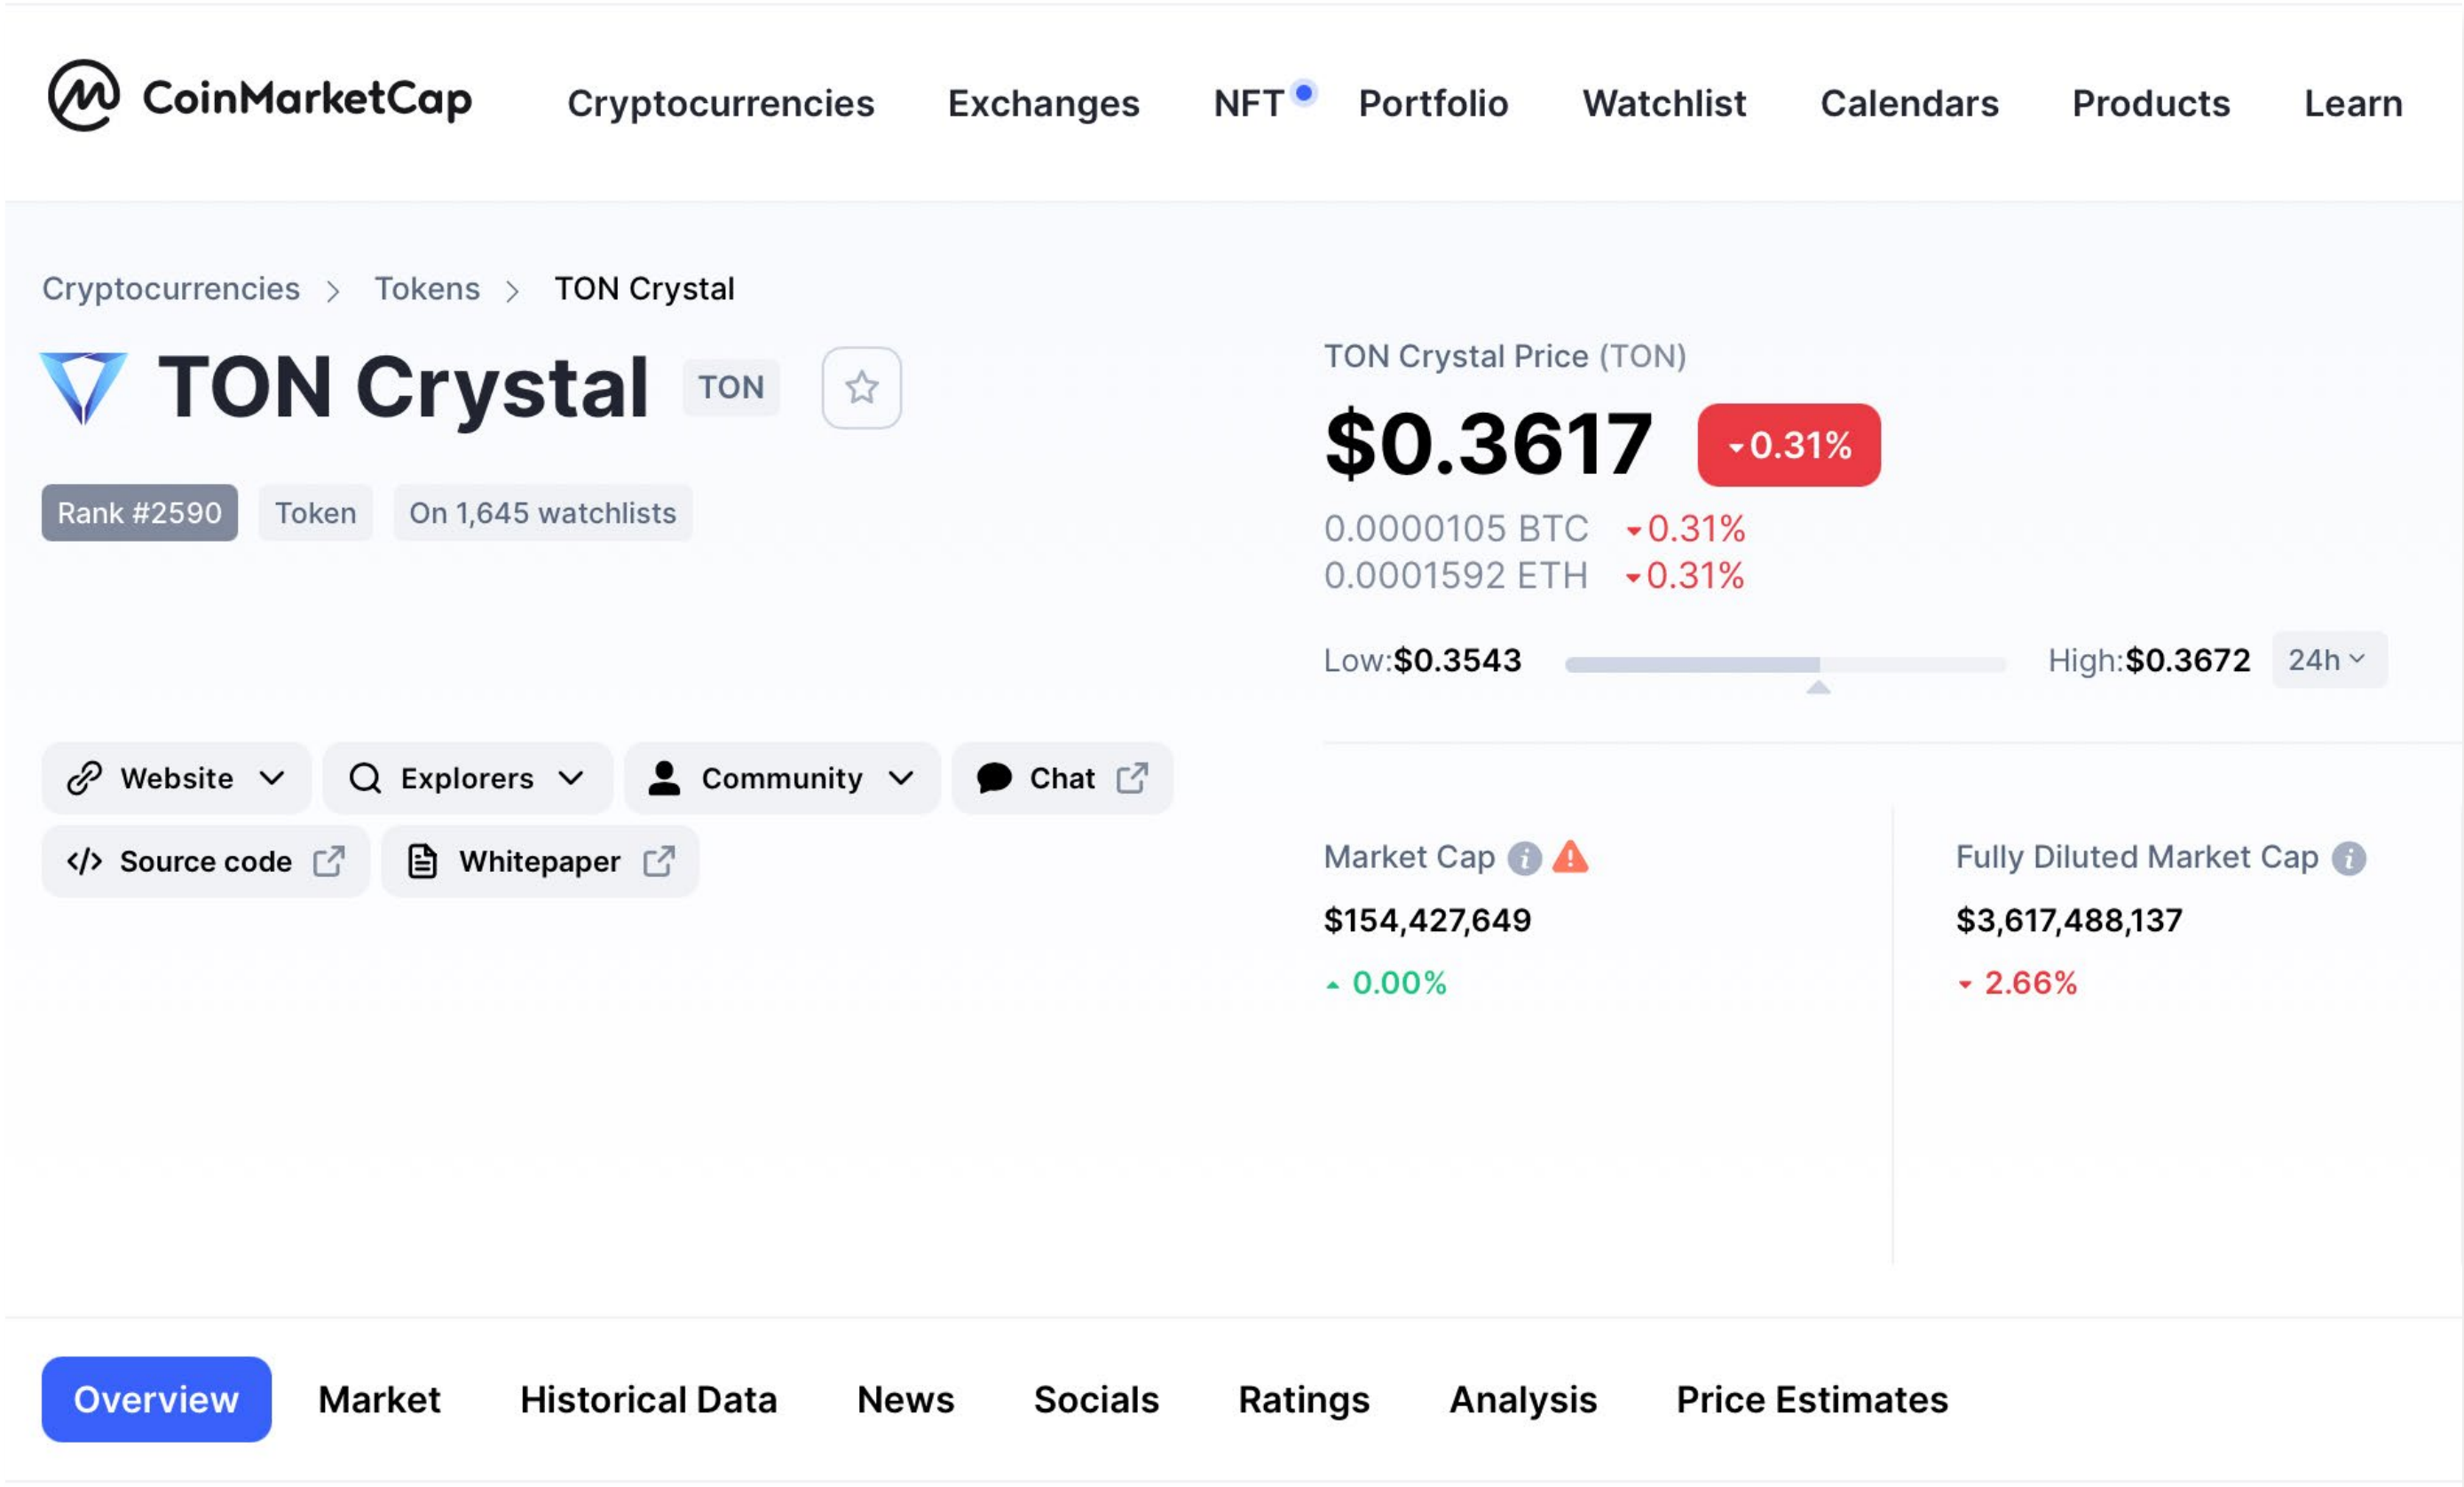 CoinMarketCap Cryptocurrencies Exchanges NFT Portfolio Watchlist Calendars Products Learn
Cryptocurrencies > Tokens > TON Crystal
TON Crystal TON
Rank #2590 Token On 1,645 watchlists
TON Crystal Price (TON)
$0.3617 0.31%
0.0000105 BTC 0.31%
0.0001592 ETH 0.31%
Low:$0.3543 High:$0.3672 24h
Website Explorers Community Chat
Source code Whitepaper
Market Cap
$154,427,649
0.00%
Fully Diluted Market Cap
$3,617,488,137
2.66%
Overview Market Historical Data News Socials Ratings Analysis Price Estimates